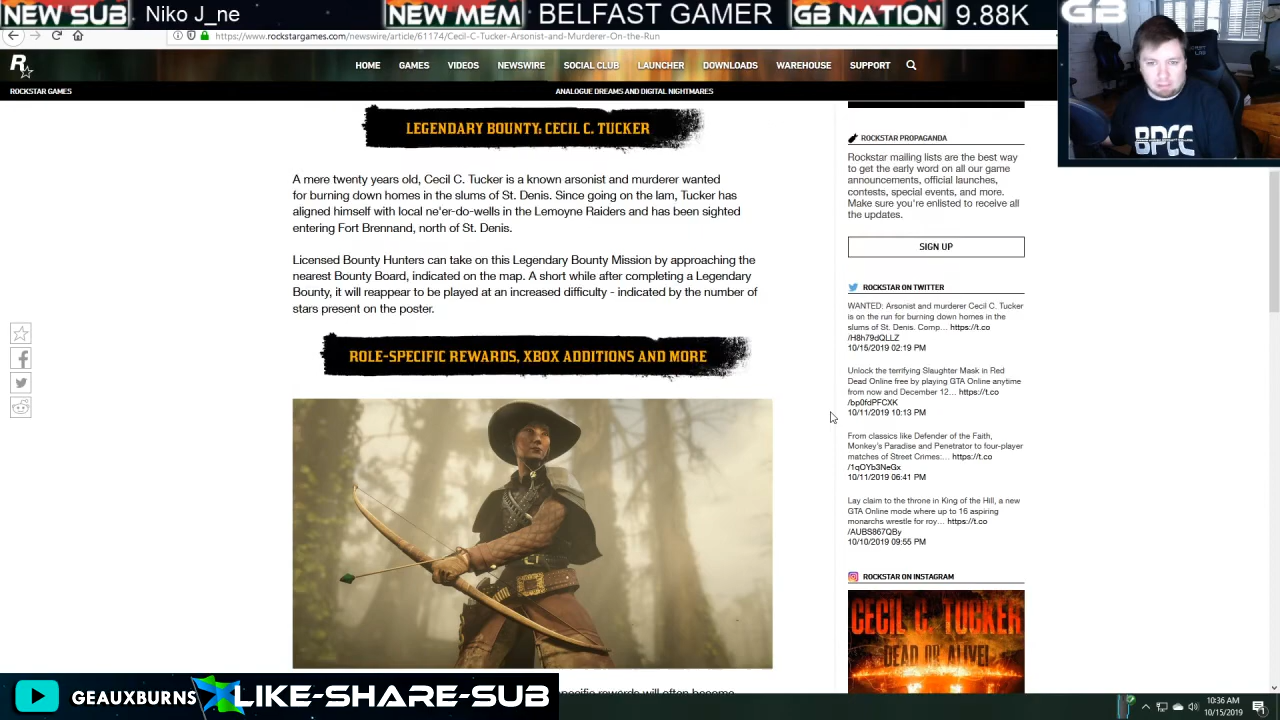 NEW SUB Niko J_ne NEW MEM BELFAST GAMER GB NATION 9.88K GB
https://www.rockstargames.com/newswire/article/61174/Cecil-C-Tucker-Arsonist-and-Murderer-On-the-Run
R
HOME GAMES VIDEOS NEWSWIRE SOCIAL CLUB LAUNCHER DOWNLOADS WAREHOUSE SUPPORT
ROCKSTAR GAMES ANALOGUE DREAMS AND DIGITAL NIGHTMARES
BPCC
LEGENDARY BOUNTY: CECIL C. TUCKER
A mere twenty years old, Cecil C. Tucker is a known arsonist and murderer wanted
for burning down homes in the slums of St. Denis. Since going on the lam, Tucker has
aligned himself with local ne'er-do-wells in the Lemoyne Raiders and has been sighted
entering Fort Brennand, north of St. Denis.
Licensed Bounty Hunters can take on this Legendary Bounty Mission by approaching the
nearest Bounty Board, indicated on the map. A short while after completing a Legendary
Bounty, it will reappear to be played at an increased difficulty - indicated by the number of
stars present on the poster.
ROLE-SPECIFIC REWARDS, XBOX ADDITIONS AND MORE
specific rewards will often become
ROCKSTAR PROPAGANDA
Rockstar mailing lists are the best way
to get the early word on all our game
announcements, official launches,
contests, special events, and more.
Make sure you're enlisted to receive all
the updates.
SIGN UP
ROCKSTAR ON TWITTER
WANTED: Arsonist and murderer Cecil C. Tucker
is on the run for burning down homes in the
slums of St. Denis. Comp… https://t.co
/H8h79dQLLZ
10/15/2019 02:19 PM
Unlock the terrifying Slaughter Mask in Red
Dead Online free by playing GTA Online anytime
from now and December 12… https://t.co
/bp0fdPFCXK
10/11/2019 10:13 PM
From classics like Defender of the Faith,
Monkey's Paradise and Penetrator to four-player
matches of Street Crimes:… https://t.co
/1qOYb3NeGx
10/11/2019 06:41 PM
Lay claim to the throne in King of the Hill, a new
GTA Online mode where up to 16 aspiring
monarchs wrestle for roy… https://t.co
/AUBS867QBy
10/10/2019 09:55 PM
ROCKSTAR ON INSTAGRAM
CECIL C. TUCKER
DEAD OR ALIVE!
GEAUXBURNS LIKE-SHARE-SUB
10:36 AM
10/15/2019